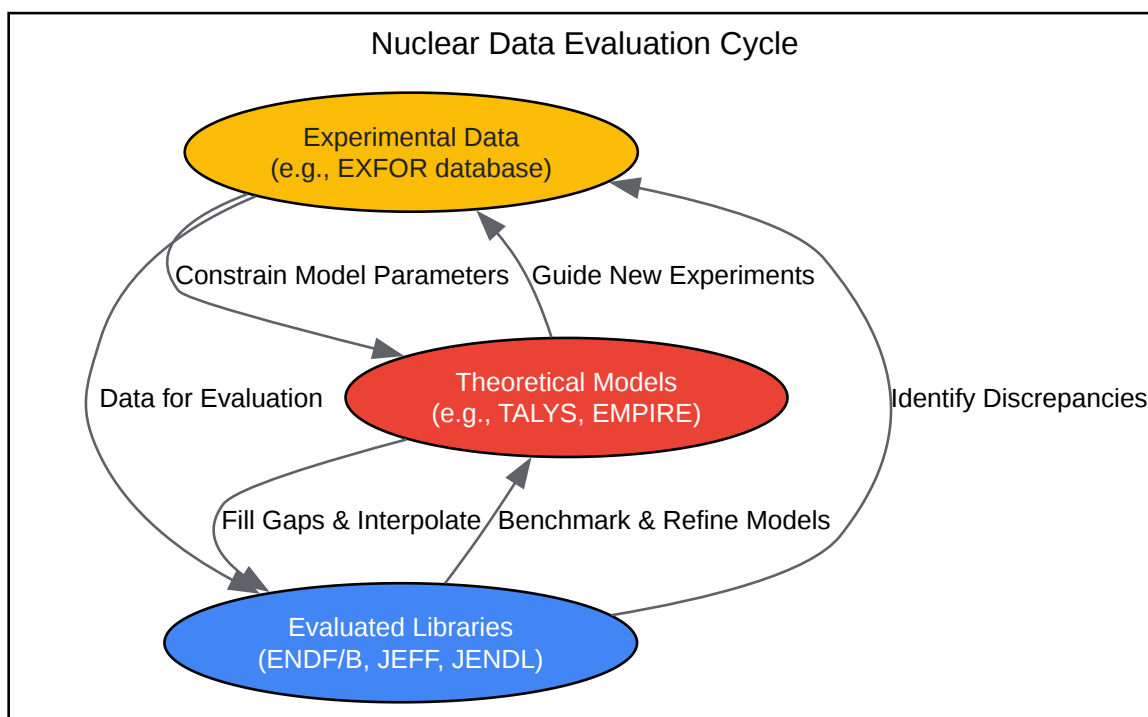 Nuclear Data Evaluation Cycle
Experimental Data
(e.g., EXFOR database)
Constrain Model Parameters
Guide New Experiments
Theoretical Models
(e.g., TALYS, EMPIRE)
Data for Evaluation
Identify Discrepancies
Fill Gaps & Interpolate
Benchmark & Refine Models
Evaluated Libraries
(ENDF/B, JEFF, JENDL)